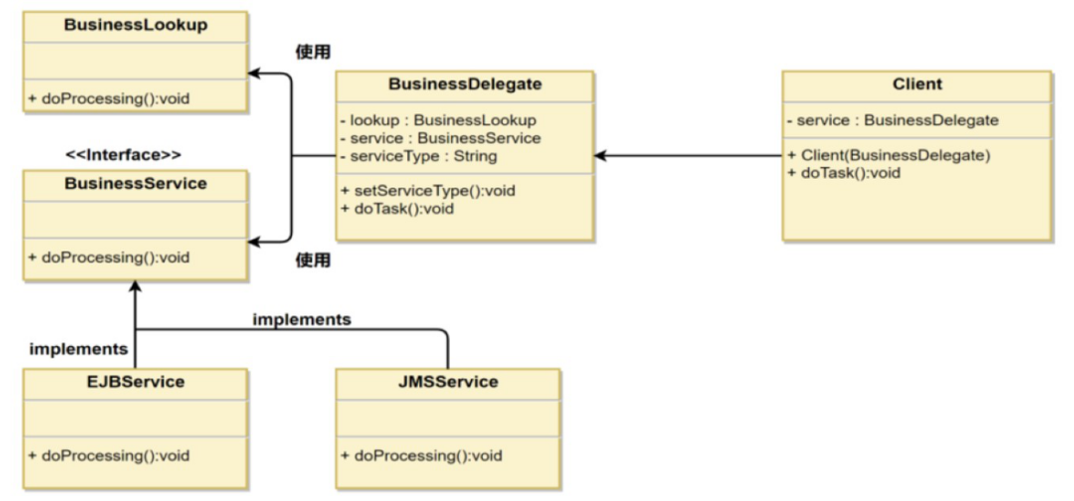 BusinessLookup
+ doProcessing():void
<<Interface>>
BusinessService
+ doProcessing():void
使用
使用
BusinessDelegate
- lookup : BusinessLookup
- service : BusinessService
- serviceType : String
+ setServiceType():void
+ doTask():void
Client
- service : BusinessDelegate
+ Client(BusinessDelegate)
+ doTask():void
implements
implements
EJBService
+ doProcessing():void
JMSService
+ doProcessing():void